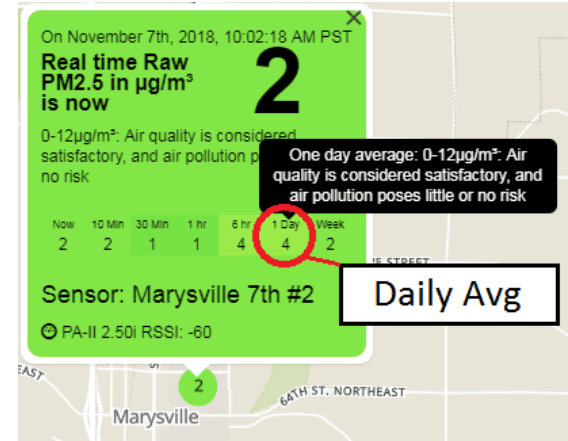 On November 7th, 2018, 10:02:18 AM PST
Real time Raw
PM2.5 in µg/m³
is now
2
0-12µg/m³: Air quality is considered
satisfactory, and air pollution p
no risk
One day average: 0-12µg/m³: Air
quality is considered satisfactory, and
air pollution poses little or no risk
Now 10 Min 30 Min 1 hr 6 hr 1 Day Week
2 2 1 1 4 4 2
Daily Avg
Sensor: Marysville 7th #2
PA-II 2.50i RSSI: -60
2
64TH ST. NORTHEAST
Marysville